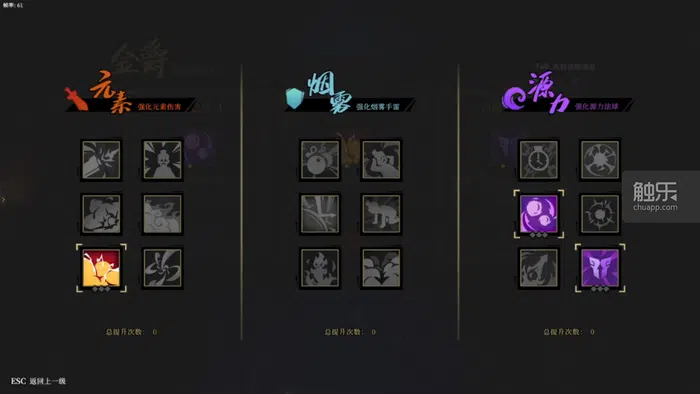 帧率: 61
金爵
元素
强化元素伤害
烟雾
强化烟雾手雷
源力
强化源力法球
触乐
chuapp.com
总提升次数: 0
总提升次数: 0
总提升次数: 0
ESC 返回上一级